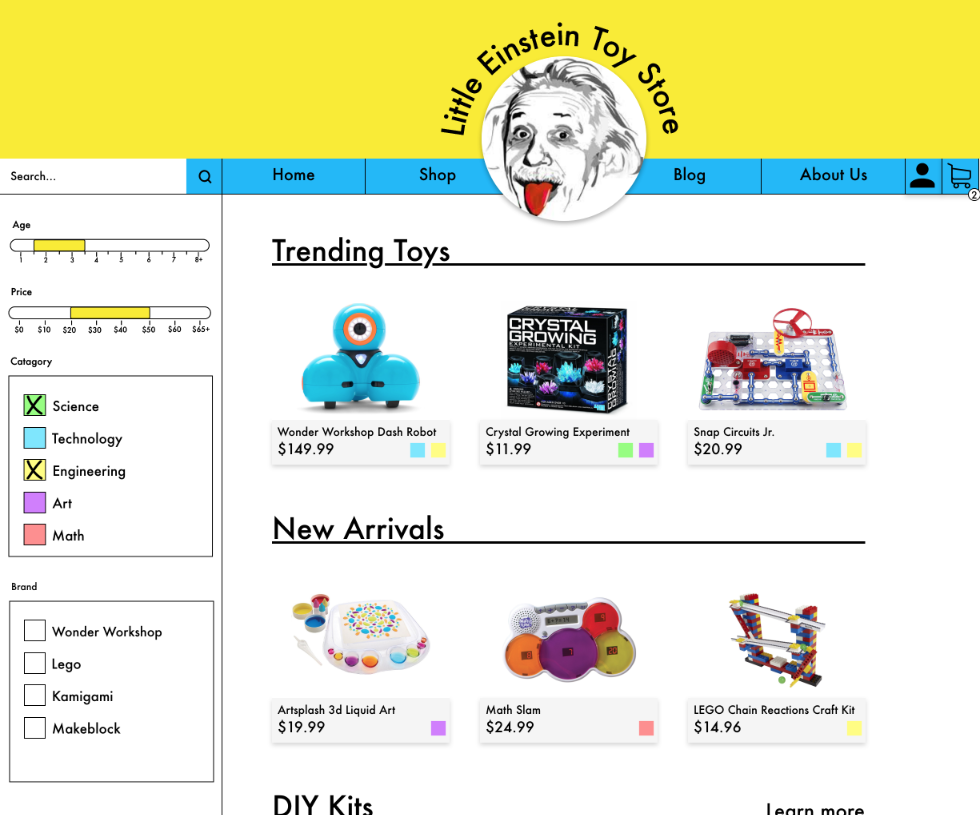 Little Einstein Toy Store
Search...
Home
Shop
Blog
About Us
2
Age
1 2 3 4 5 6 7 8+
Price
$0 $10 $20 $30 $40 $50 $60 $65+
Catagory
X Science
Technology
X Engineering
Art
Math
Brand
Wonder Workshop
Lego
Kamigami
Makeblock
Trending Toys
CRYSTAL
GROWING
EXPERIMENTAL KIT
CRYSTAL
GROWING
Wonder Workshop Dash Robot
$149.99
Crystal Growing Experiment
$11.99
Snap Circuits Jr.
$20.99
New Arrivals
Artsplash 3d Liquid Art
$19.99
Math Slam
$24.99
LEGO Chain Reactions Craft Kit
$14.96
DIY Kits
Learn more